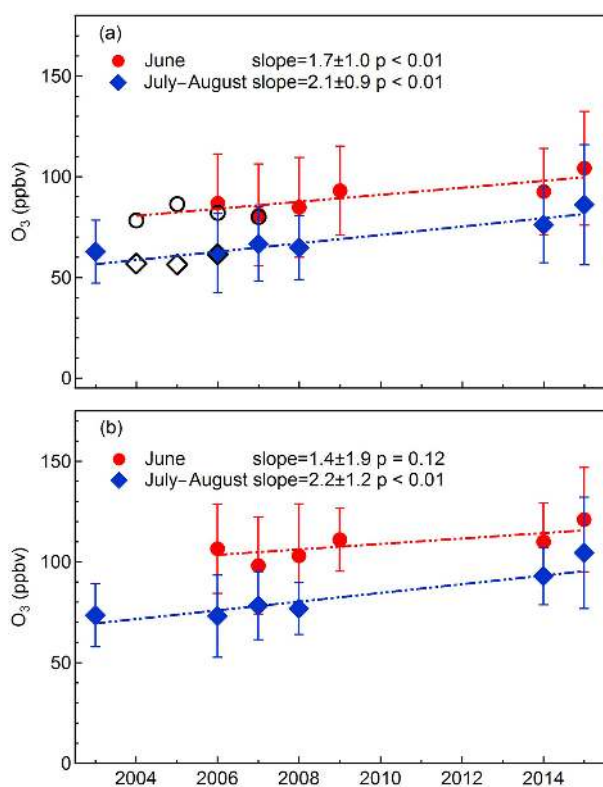 (a)
June slope=1.7±1.0 p < 0.01
July–August slope=2.1±0.9 p < 0.01
150
100
50
0
O₃ (ppbv)
(b)
June slope=1.4±1.9 p = 0.12
July–August slope=2.2±1.2 p < 0.01
150
100
50
0
O₃ (ppbv)
2004 2006 2008 2010 2012 2014